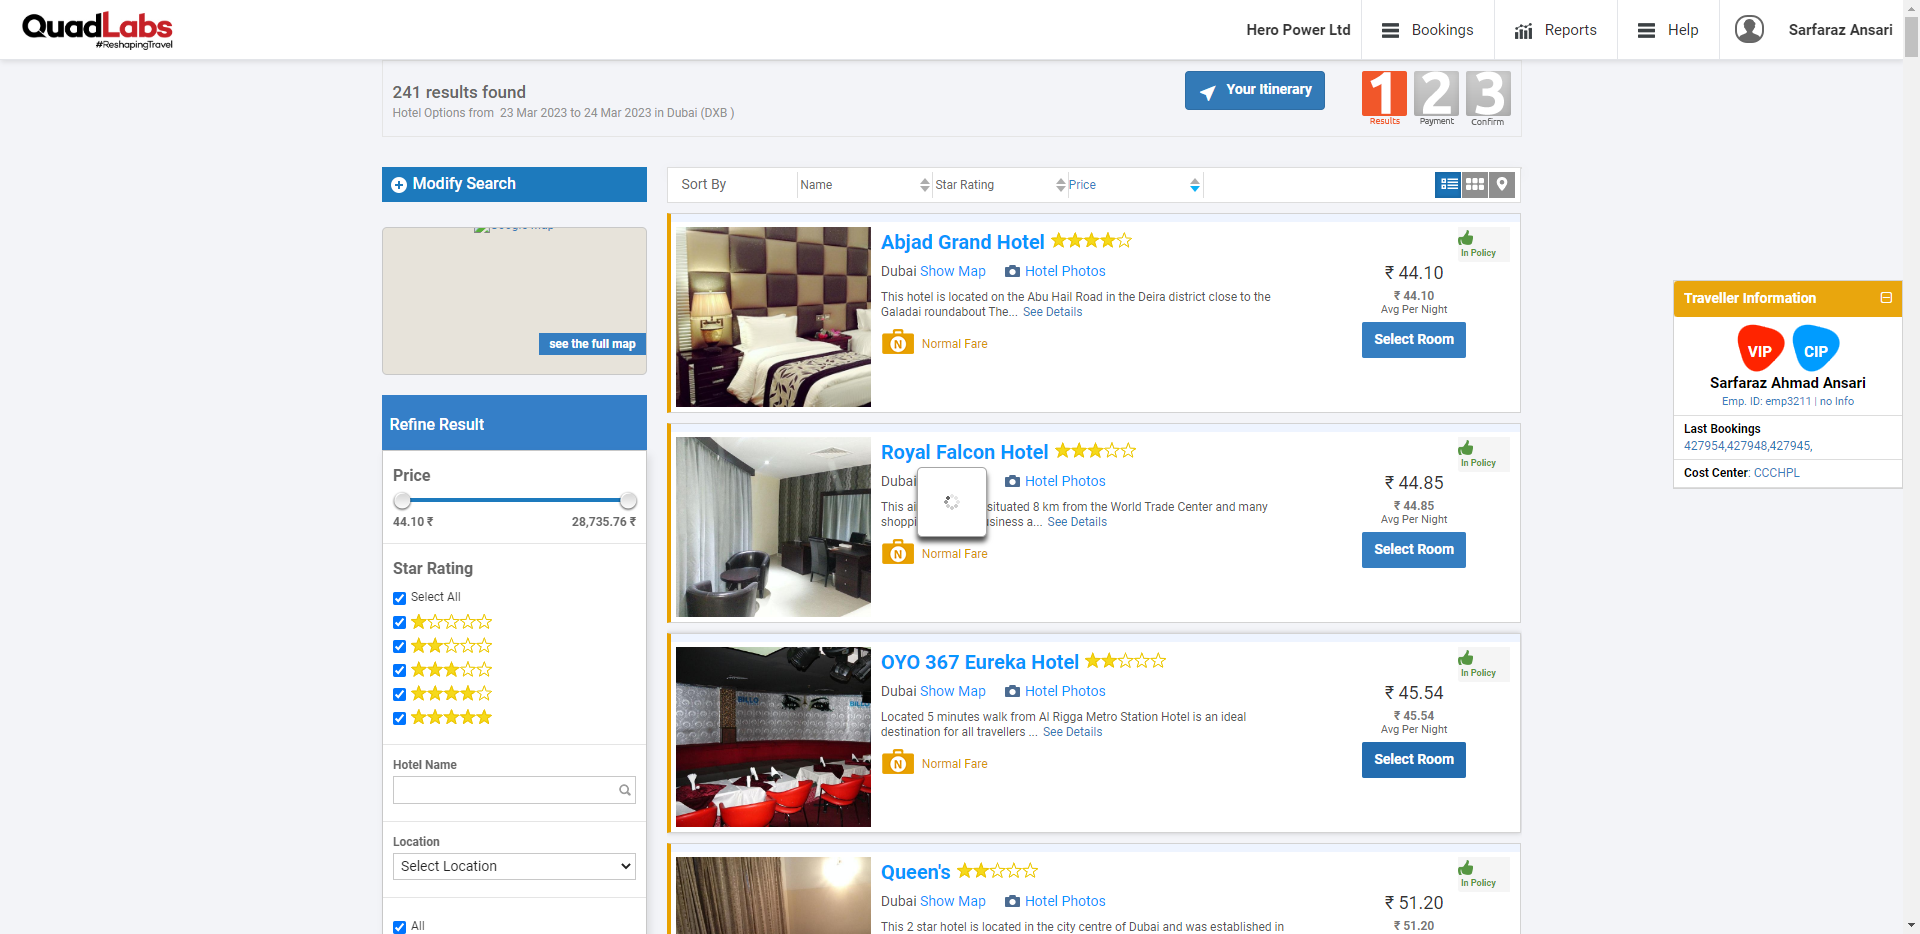 QuadLabs
#ReshapingTravel
Hero Power Ltd
Bookings
Reports
Help
Sarfaraz Ansari
241 results found
Hotel Options from 23 Mar 2023 to 24 Mar 2023 in Dubai (DXB )
Your Itinerary
1
Results
2
Payment
3
Confirm
Modify Search
see the full map
Refine Result
Price
44.10 ₹
28,735.76 ₹
Star Rating
Select All
Hotel Name
Location
Select Location
All
Sort By
Name
Star Rating
Price
Abjad Grand Hotel
In Policy
Dubai Show Map
Hotel Photos
₹ 44.10
This hotel is located on the Abu Hail Road in the Deira district close to the
Galadai roundabout The... See Details
₹ 44.10
Avg Per Night
N Normal Fare
Select Room
Royal Falcon Hotel
In Policy
Dubai
Hotel Photos
₹ 44.85
This situated 8 km from the World Trade Center and many
a... See Details
₹ 44.85
Avg Per Night
N Normal Fare
Select Room
OYO 367 Eureka Hotel
In Policy
Dubai Show Map
Hotel Photos
₹ 45.54
Located 5 minutes walk from Al Rigga Metro Station Hotel is an ideal
destination for all travellers ... See Details
₹ 45.54
Avg Per Night
N Normal Fare
Select Room
Queen's
In Policy
Dubai Show Map
Hotel Photos
₹ 51.20
This 2 star hotel is located in the city centre of Dubai and was established in
₹ 51.20
Traveller Information
VIP
CIP
Sarfaraz Ahmad Ansari
Emp. ID: emp3211 | no Info
Last Bookings
427954,427948,427945,
Cost Center: CCCHPL